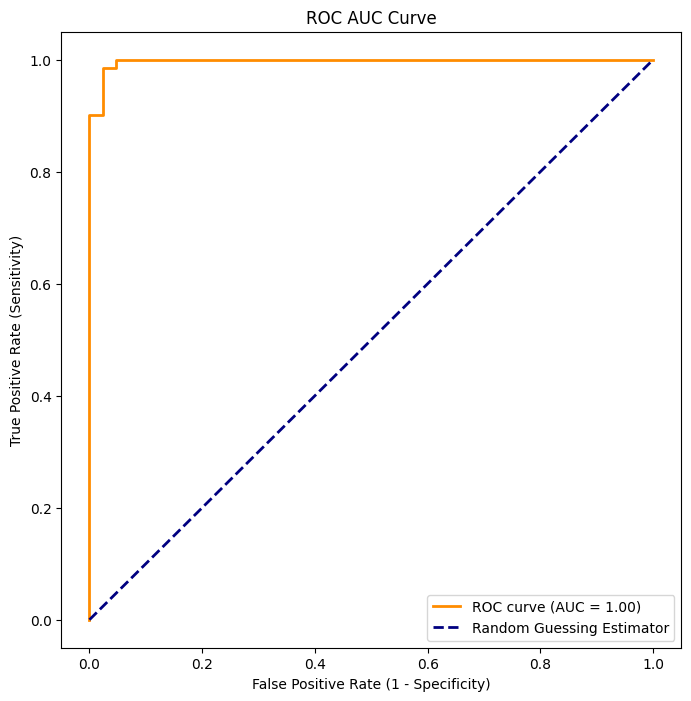 ROC AUC Curve
True Positive Rate (Sensitivity)
1.0
0.8
0.6
0.4
0.2
0.0
0.0 0.2 0.4 0.6 0.8 1.0
False Positive Rate (1 - Specificity)
ROC curve (AUC = 1.00)
Random Guessing Estimator